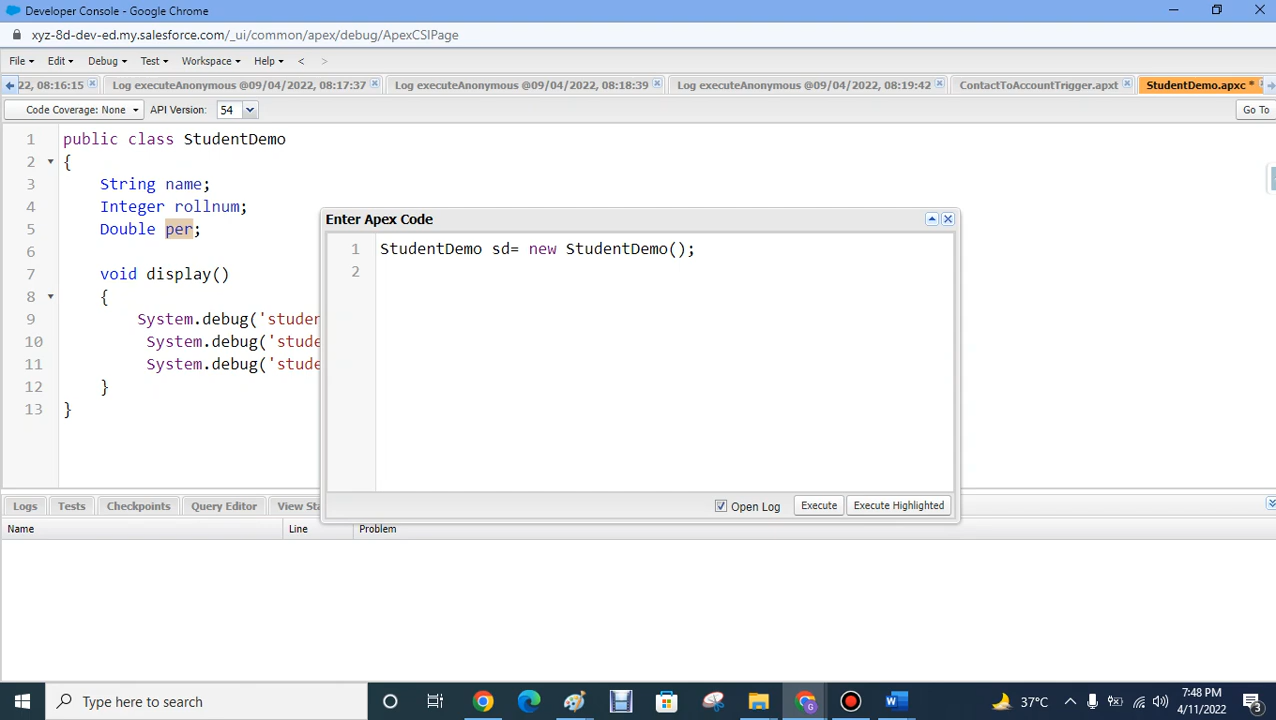 Developer Console - Google Chrome
xyz-8d-dev-ed.my.salesforce.com/_ui/common/apex/debug/ApexCSIPage
File Edit Debug Test Workspace Help < >
22, 08:16:15 Log executeAnonymous @09/04/2022, 08:17:37 Log executeAnonymous @09/04/2022, 08:18:39 Log executeAnonymous @09/04/2022, 08:19:42 ContactToAccountTrigger.apxt StudentDemo.apxc *
Code Coverage: None API Version: 54 Go To
1 public class StudentDemo
2 {
3 String name;
4 Integer rollnum;
5 Double per;
6
7 void display()
8 {
9 System.debug('studen
10 System.debug('stude
11 System.debug('stude
12 }
13 }
Enter Apex Code
1 StudentDemo sd= new StudentDemo();
2
Open Log Execute Execute Highlighted
Logs Tests Checkpoints Query Editor View Sta
Name Line Problem
Type here to search
37°C
7:48 PM
4/11/2022
3